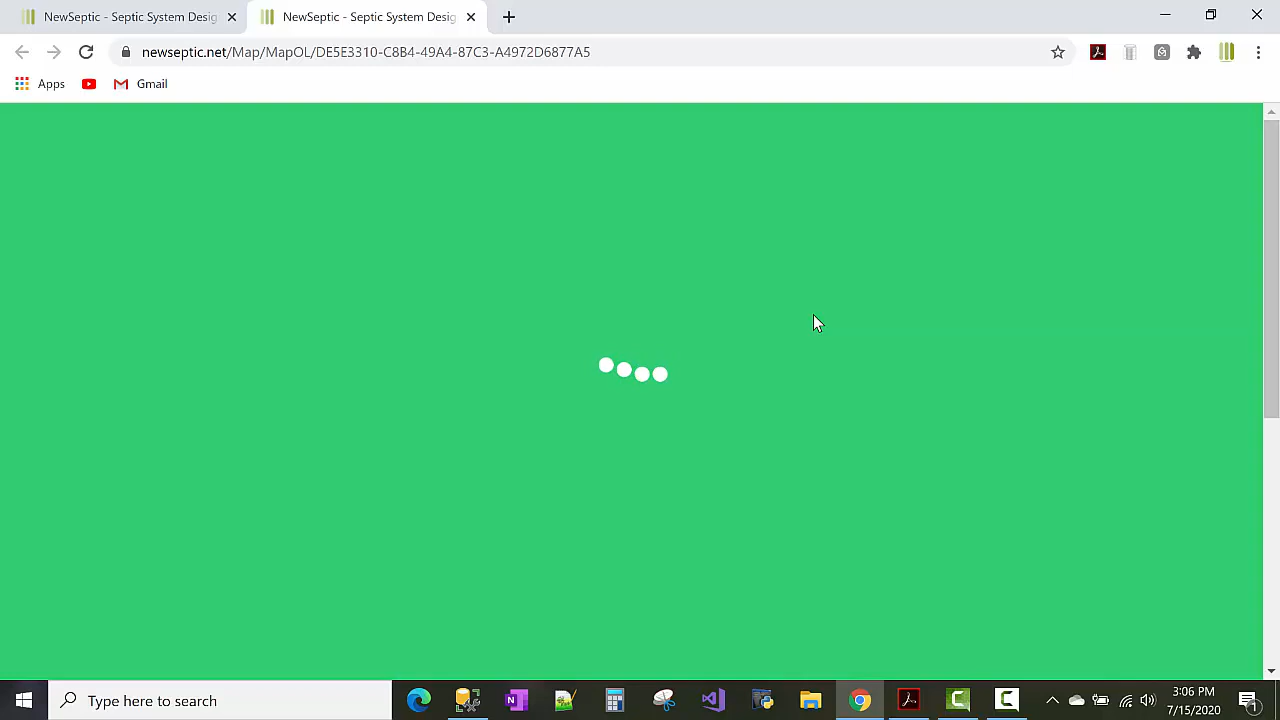 NewSeptic - Septic System Desig
NewSeptic - Septic System Desig
newseptic.net/Map/MapOL/DE5E3310-C8B4-49A4-87C3-A4972D6877A5
Apps
Gmail
Type here to search
3:06 PM
7/15/2020
1